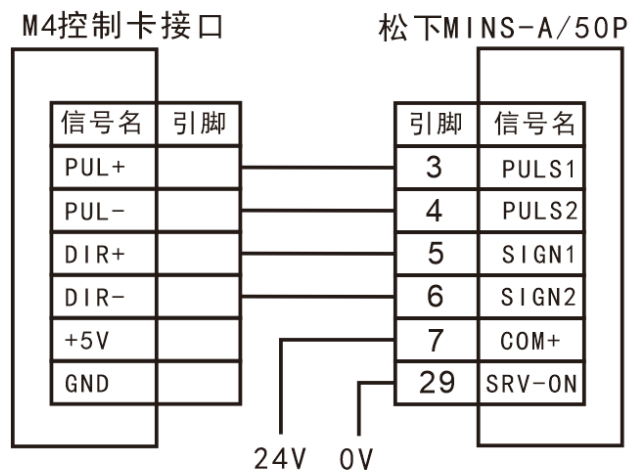 M4控制卡接口 松下MINS-A/50P
信号名 引脚 引脚 信号名
PUL+ 3 PULS1
PUL- 4 PULS2
DIR+ 5 SIGN1
DIR- 6 SIGN2
+5V 7 COM+
GND 29 SRV-ON
24V 0V